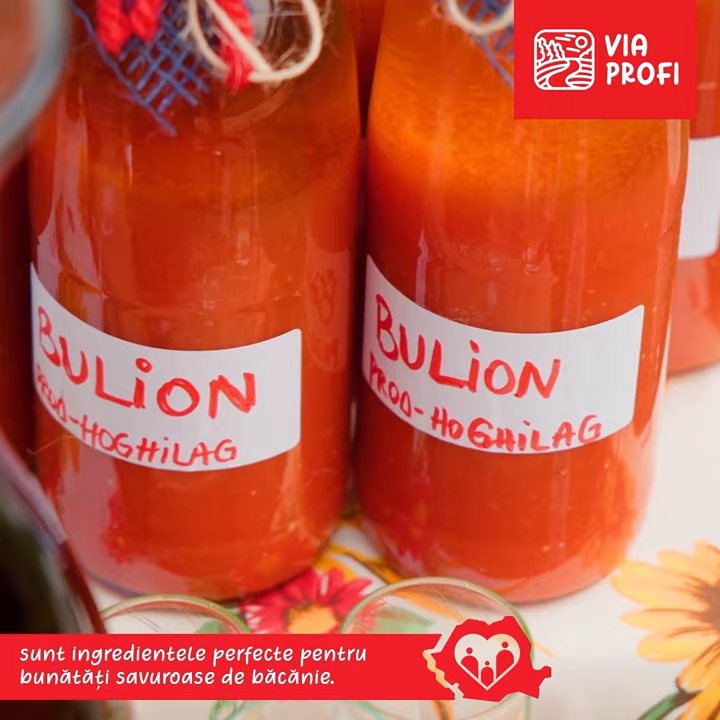 VIA
PROFI
BULiON
PROD-HOGHiLAG
BULiON
PROD-HOGHiLAG
sunt ingredientele perfecte pentru
bunătăți savuroase de băcănie.